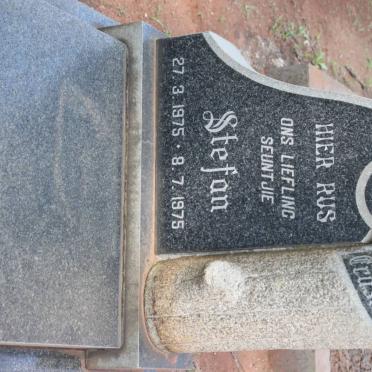 HIER RUS
ONS LIEFLING
SEUNTJIE
Stefan
27.3.1975 · 8.7.1975